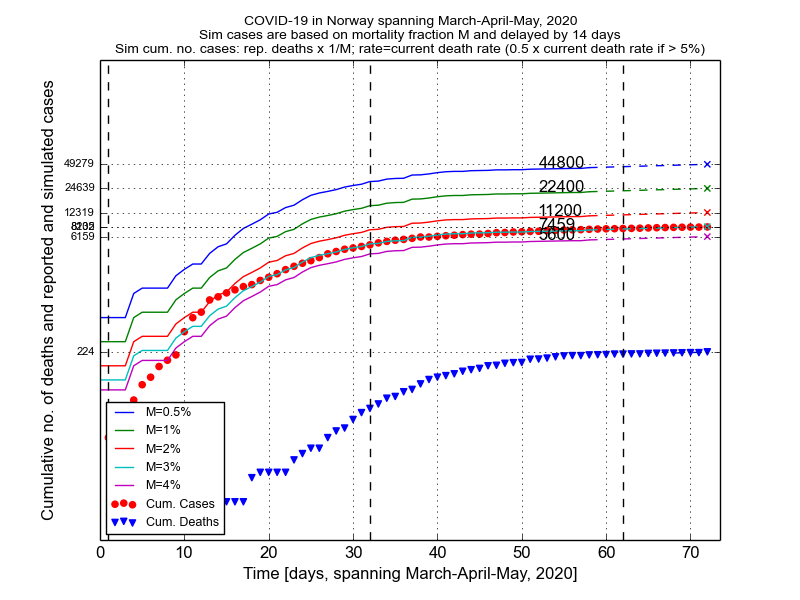 COVID-19 in Norway spanning March-April-May, 2020
Sim cases are based on mortality fraction M and delayed by 14 days
Sim cum. no. cases: rep. deaths x 1/M; rate=current death rate (0.5 x current death rate if > 5%)
Cumulative no. of deaths and reported and simulated cases
49279
24639
12319
6159
224
44800
22400
11200
7459
5600
M=0.5%
M=1%
M=2%
M=3%
M=4%
Cum. Cases
Cum. Deaths
0 10 20 30 40 50 60 70
Time [days, spanning March-April-May, 2020]